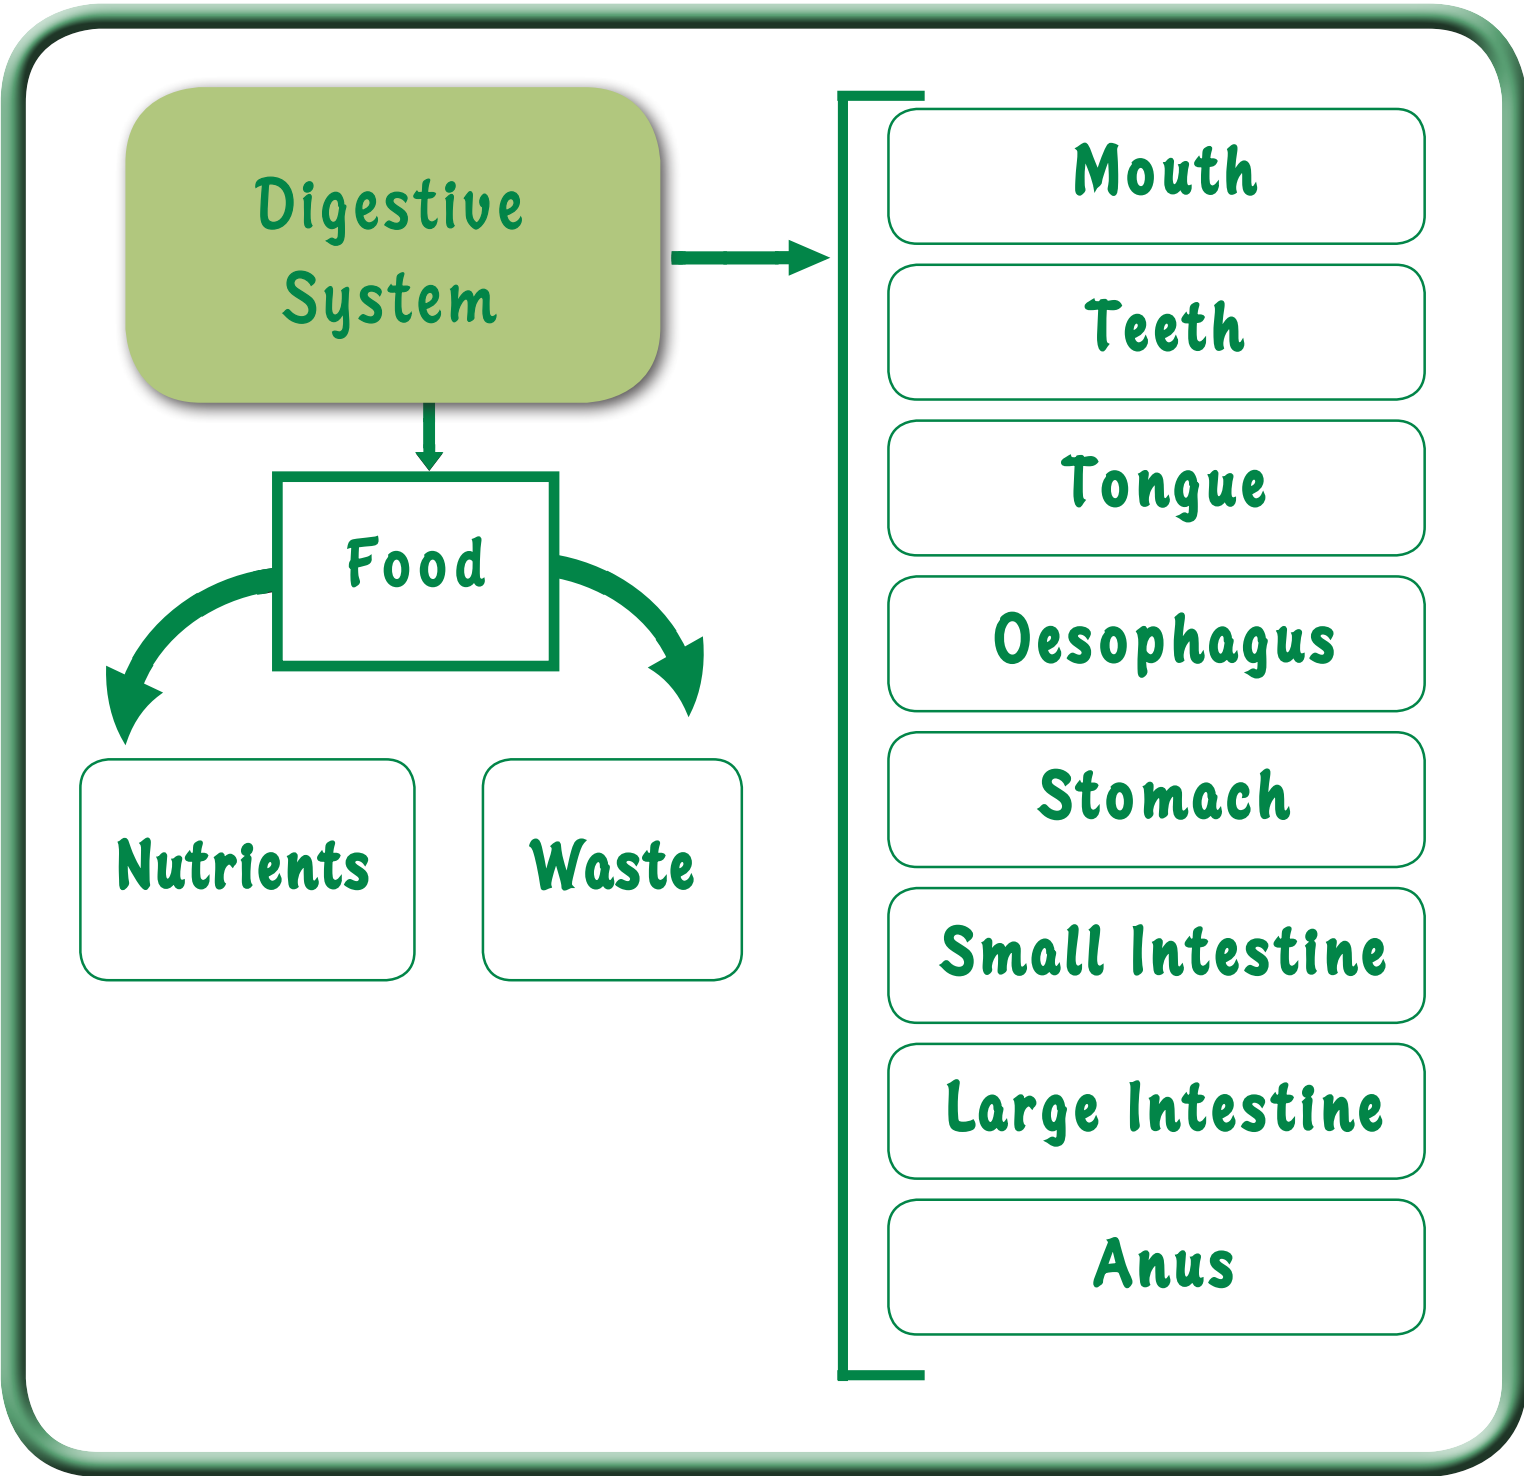 Digestive
System
Food
Nutrients
Waste
Mouth
Teeth
Tongue
Oesophagus
Stomach
Small Intestine
Large Intestine
Anus